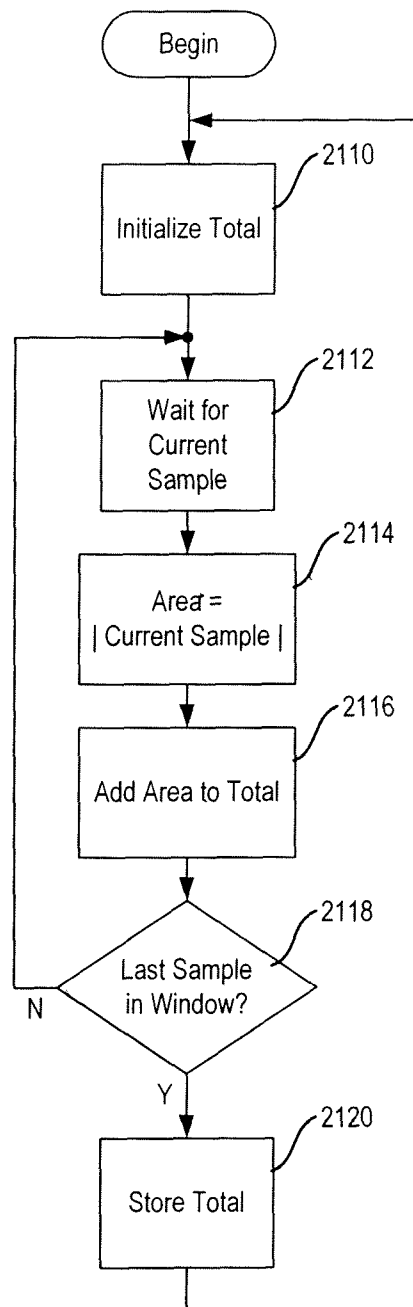 Begin
2110
Initialize Total
2112
Wait for
Current
Sample
2114
Area =
| Current Sample |
2116
Add Area to Total
2118
Last Sample
in Window?
N
Y
2120
Store Total